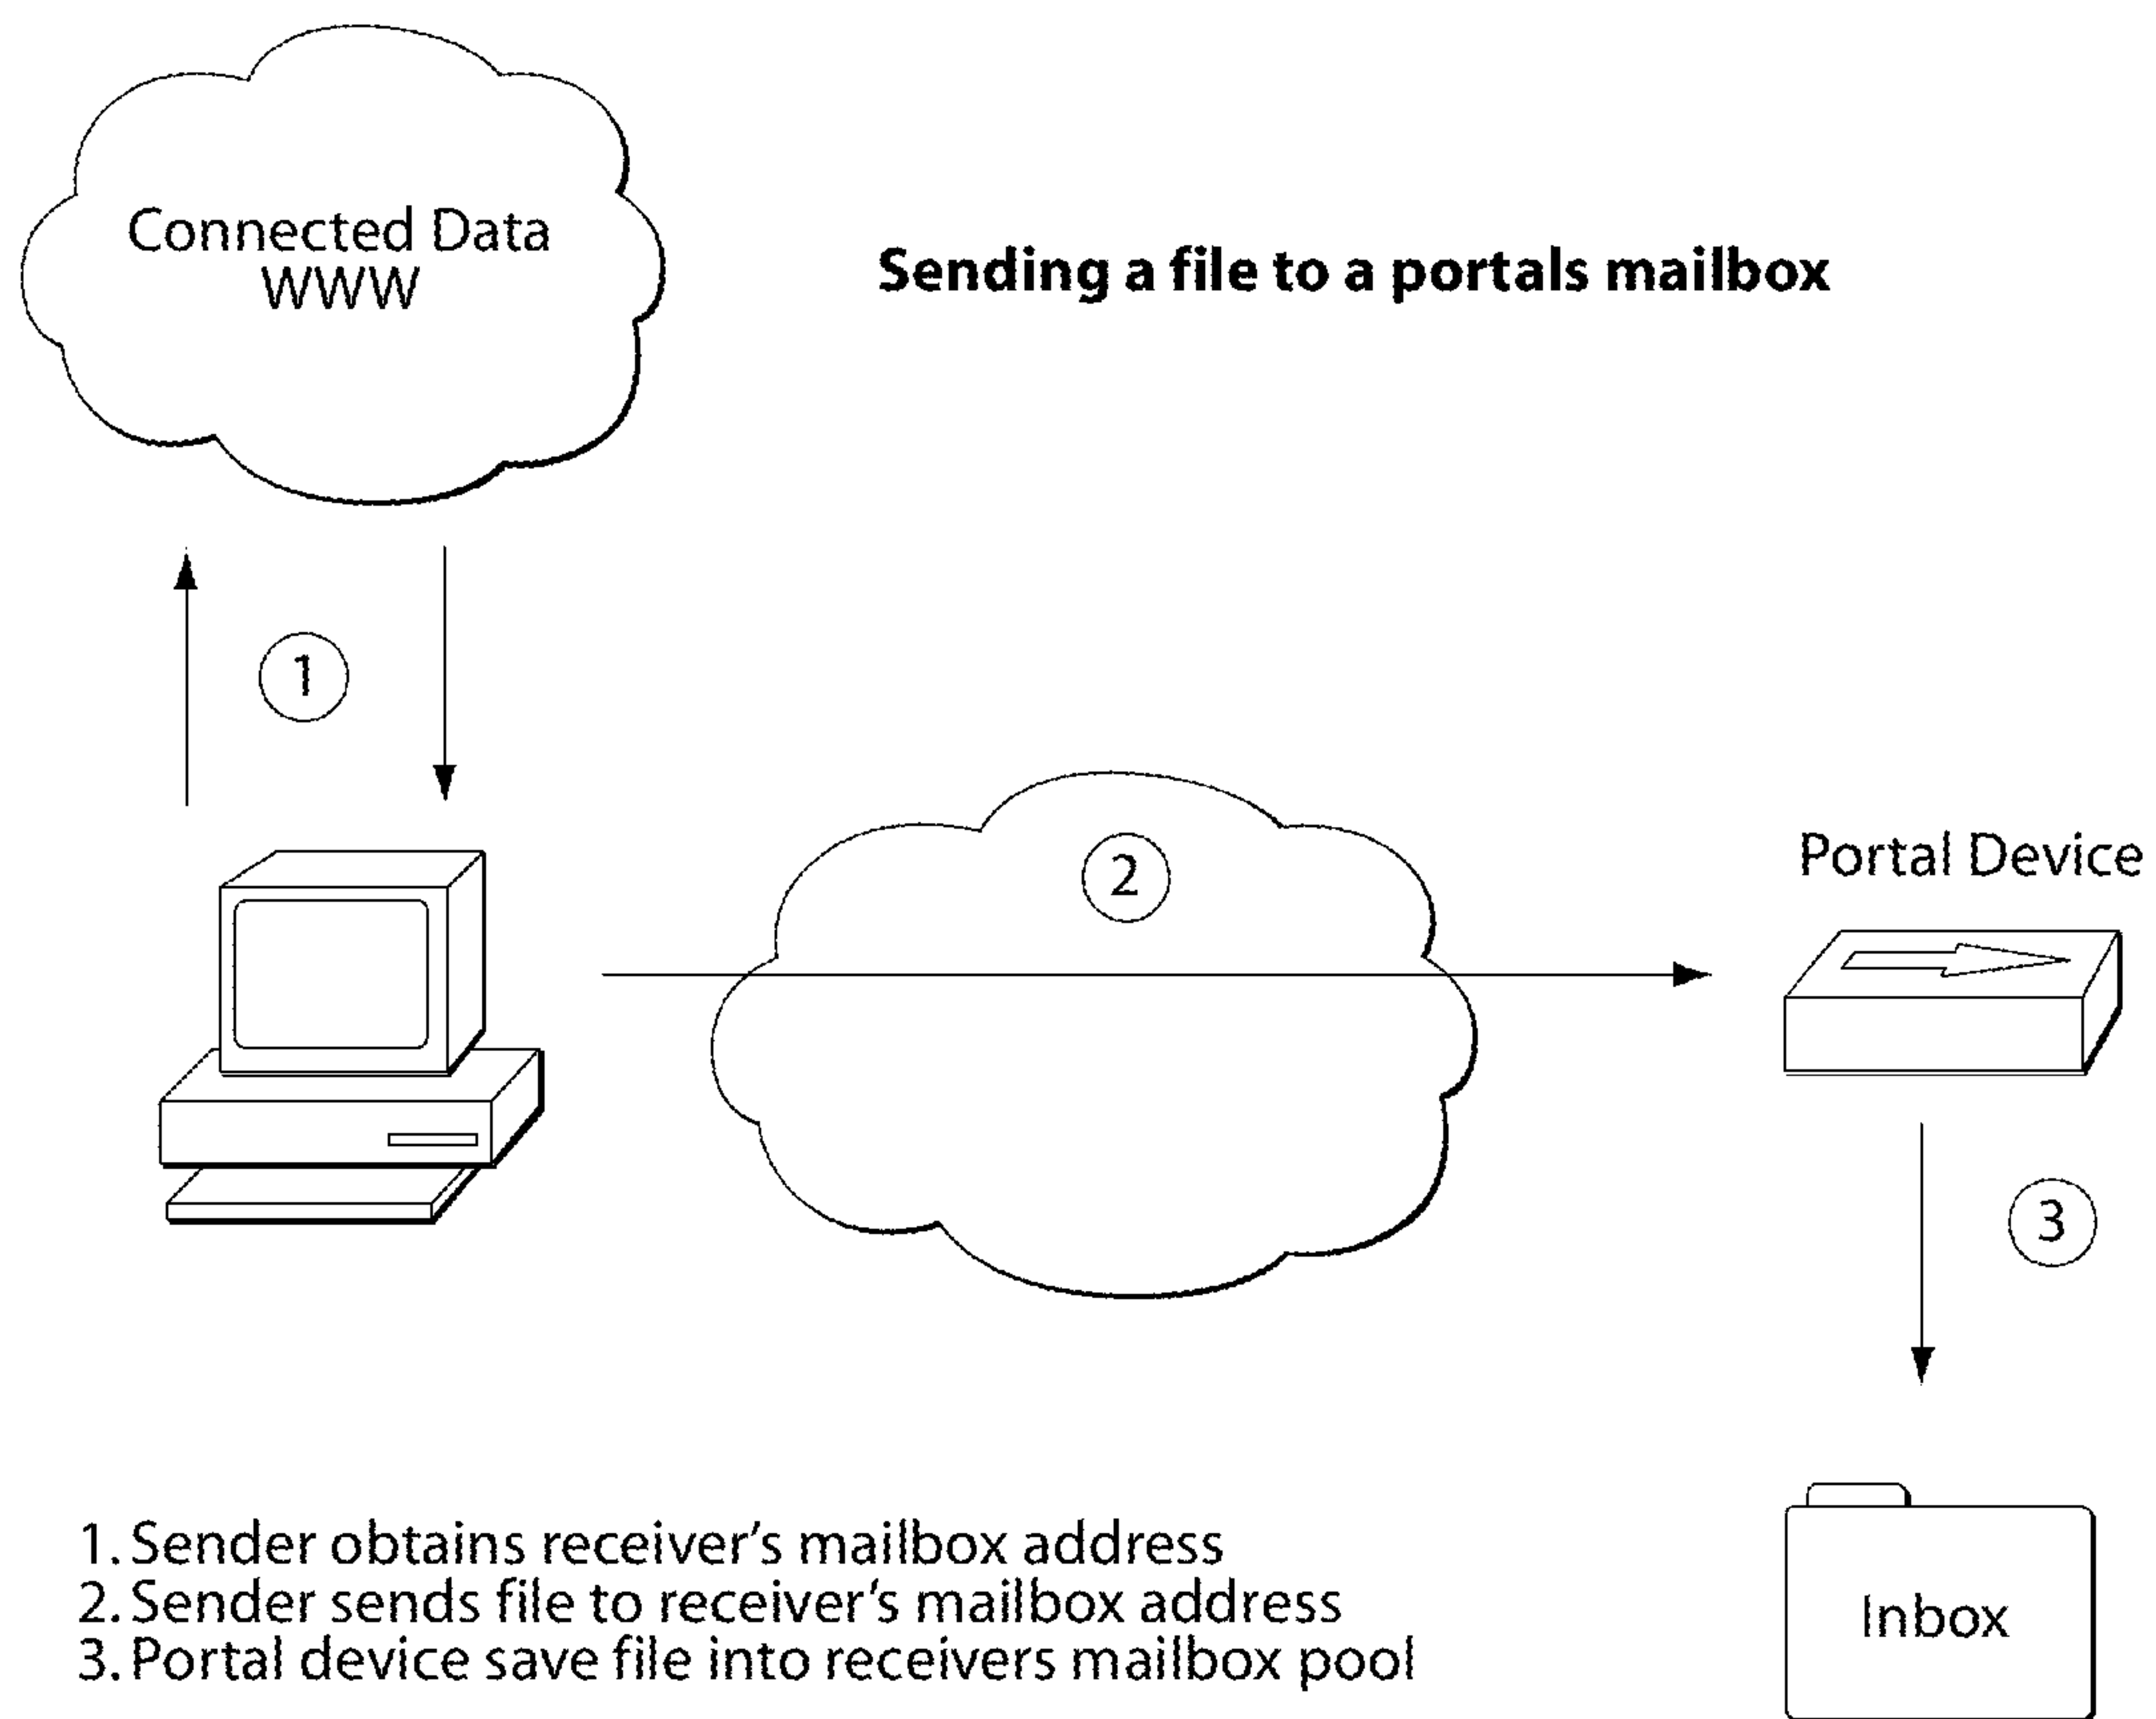 Connected Data
WWW
Sending a file to a portals mailbox
1
2
Portal Device
3
1. Sender obtains receiver's mailbox address
2. Sender sends file to receiver's mailbox address
3. Portal device save file into receivers mailbox pool
Inbox